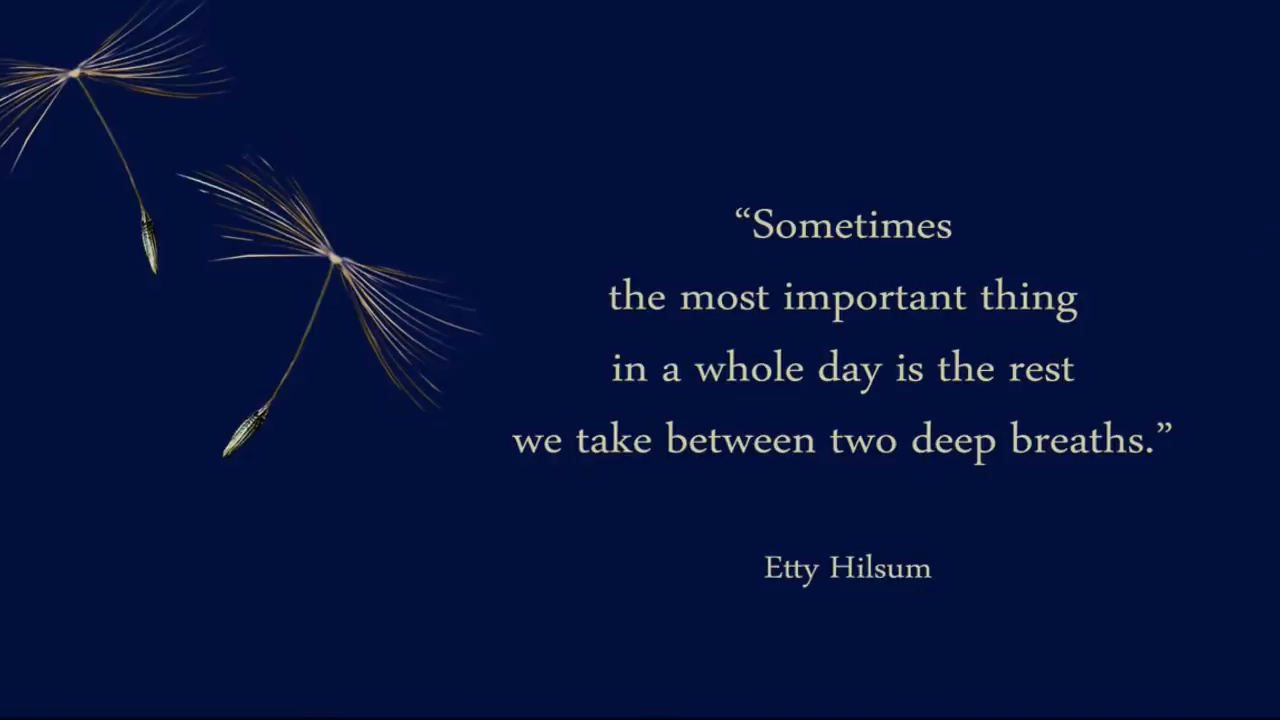 “Sometimes
the most important thing
in a whole day is the rest
we take between two deep breaths.”
Etty Hilsum